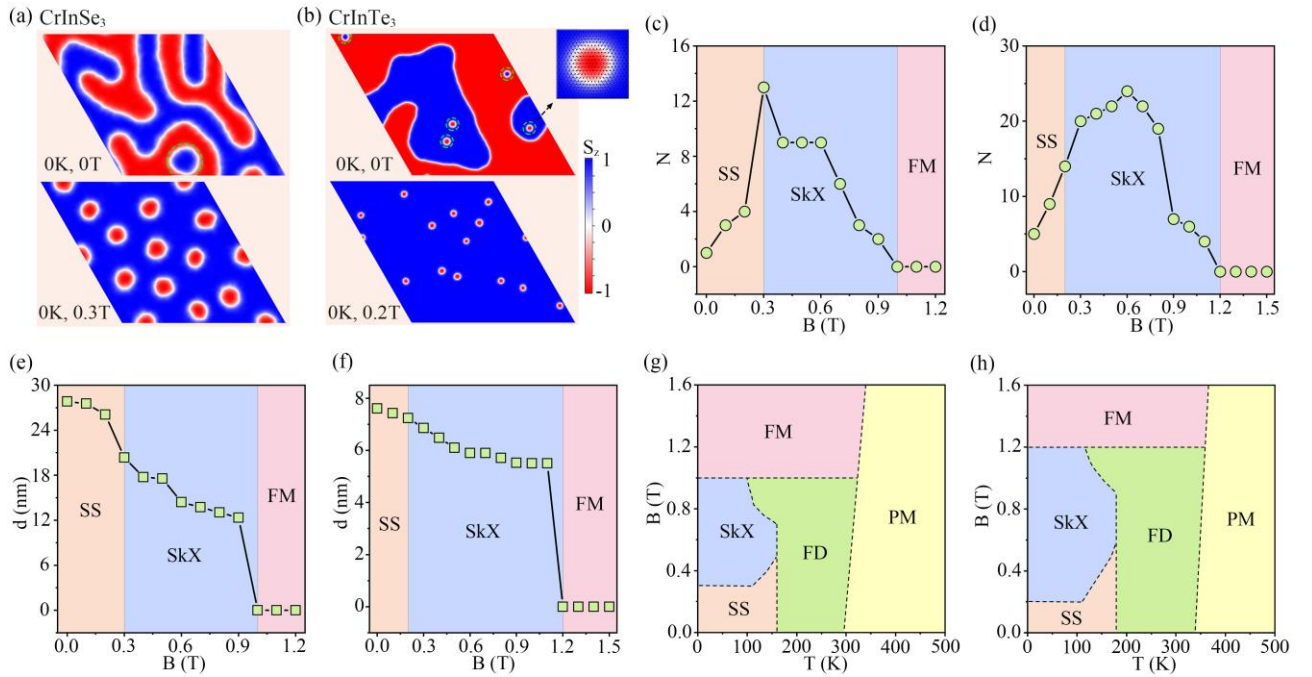 (a) CrInSe₃
0K, 0T
0K, 0.3T
(b) CrInTe₃
0K, 0T
0K, 0.2T
S_z
1
0
-1
(c)
16
12
8
4
0
N
SS
SkX
FM
0.0 0.3 0.6 0.9 1.2
B (T)
(d)
30
20
10
0
N
SS
SkX
FM
0.0 0.3 0.6 0.9 1.2 1.5
B (T)
(e)
30
24
18
12
6
0
d (nm)
SS
SkX
FM
0.0 0.3 0.6 0.9 1.2
B (T)
(f)
8
6
4
2
0
d (nm)
SS
SkX
FM
0.0 0.3 0.6 0.9 1.2 1.5
B (T)
(g)
1.6
1.2
0.8
0.4
0.0
B (T)
FM
SkX
FD
PM
SS
0 100 200 300 400 500
T (K)
(h)
1.6
1.2
0.8
0.4
0.0
B (T)
FM
SkX
FD
PM
SS
0 100 200 300 400 500
T (K)